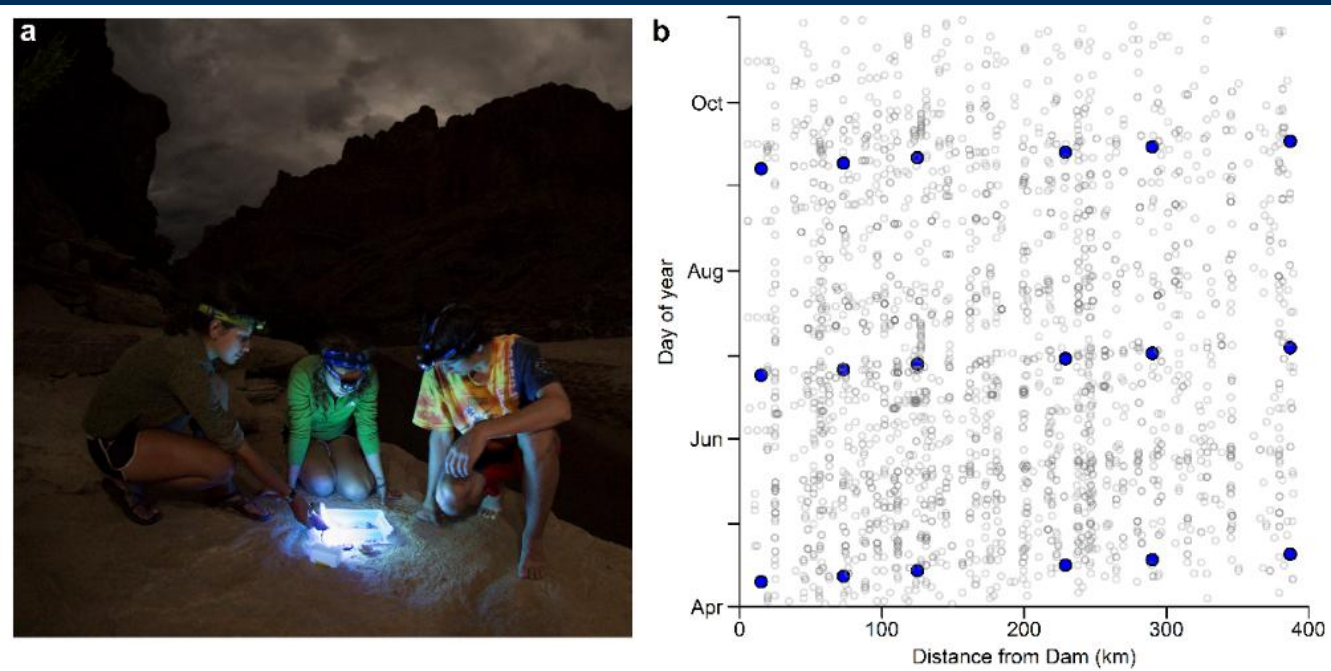 a
b
Oct
Aug
Jun
Apr
Day of year
0
100
200
300
400
Distance from Dam (km)